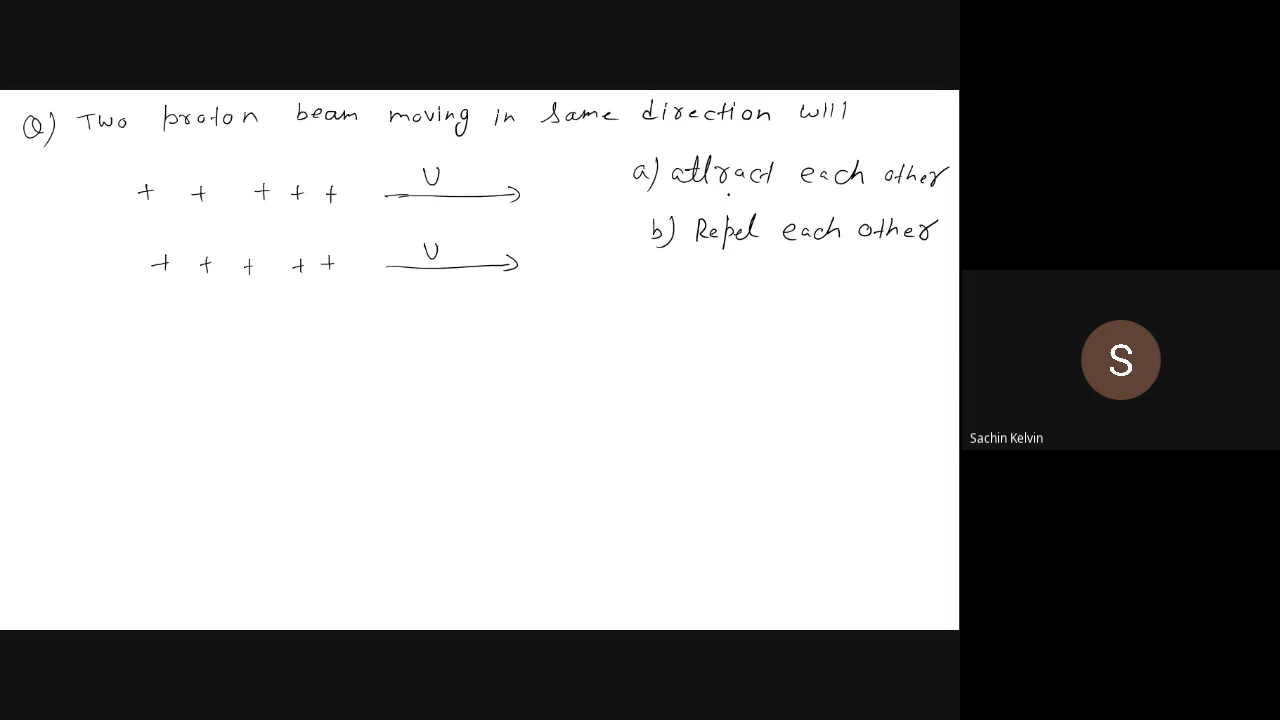 Q) Two proton beam moving in same direction will
a) attract each other
+ + + + + U
b) Repel each other
+ + + + + U
S
Sachin Kelvin